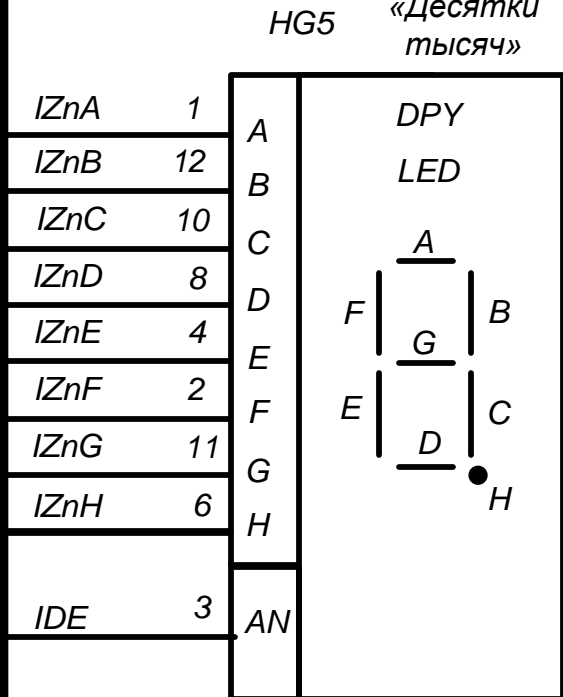 HG5 «Десятки
тысяч»
IZnA 1 A
IZnB 12 B
IZnC 10 C
IZnD 8 D
IZnE 4 E
IZnF 2 F
IZnG 11 G
IZnH 6 H
IDE 3 AN
DPY
LED
A
F B
G
E C
D
H